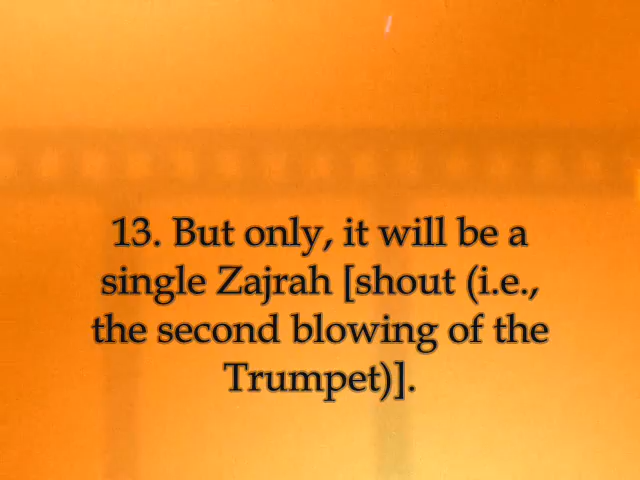 13. But only, it will be a
single Zajrah [shout (i.e.,
the second blowing of the
Trumpet)].